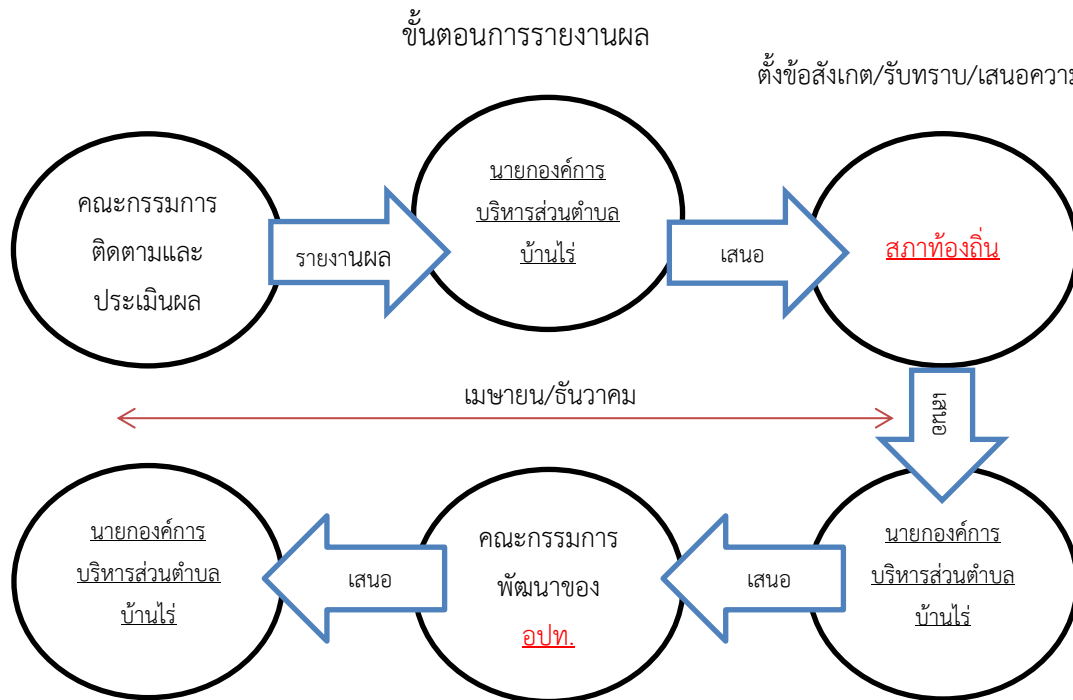 ขั้นตอนการรายงานผล
ตั้งข้อสังเกต/รับทราบ/เสนอความ
คณะกรรมการ
ติดตามและ
ประเมินผล
รายงานผล
นายกองค์การ
บริหารส่วนตำบล
บ้านไร่
เสนอ
สภาท้องถิ่น
เมษายน/ธันวาคม
เสนอ
นายกองค์การ
บริหารส่วนตำบล
บ้านไร่
เสนอ
คณะกรรมการ
พัฒนาของ
อปท.
เสนอ
นายกองค์การ
บริหารส่วนตำบล
บ้านไร่